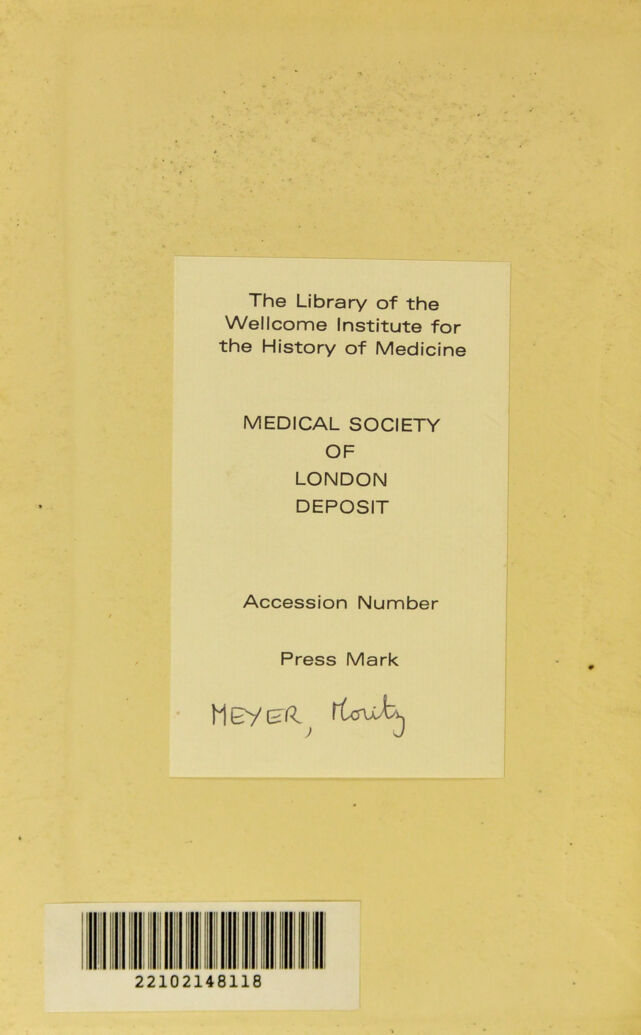 The Library of the
Wellcome Institute for
the History of Medicine
MEDICAL SOCIETY
OF
LONDON
DEPOSIT
Accession Number
Press Mark
MEYER, Moritz
22102148118